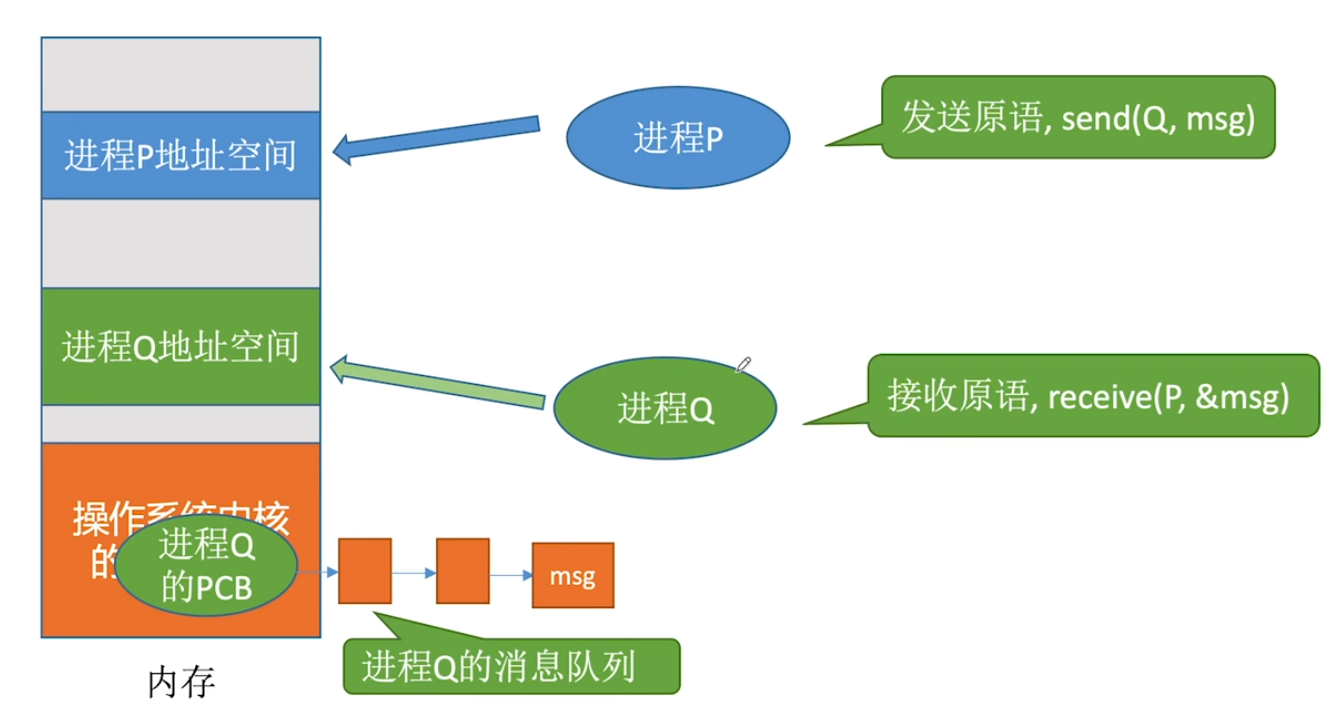 进程P地址空间
进程P
发送原语, send(Q, msg)
进程Q地址空间
进程Q
接收原语, receive(P, &msg)
操作系统内核
的
进程Q
的PCB
msg
进程Q的消息队列
内存